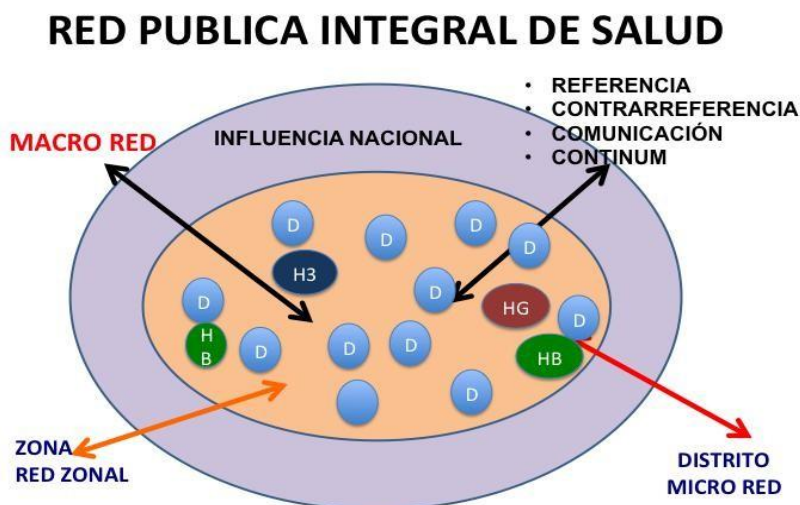 RED PUBLICA INTEGRAL DE SALUD
• REFERENCIA
• CONTRARREFERENCIA
• COMUNICACIÓN
• CONTINUM
MACRO RED
INFLUENCIA NACIONAL
D
D
D
D
H3
D
HG
D
D
H
B
D
D
D
HB
D
ZONA
RED ZONAL
DISTRITO
MICRO RED